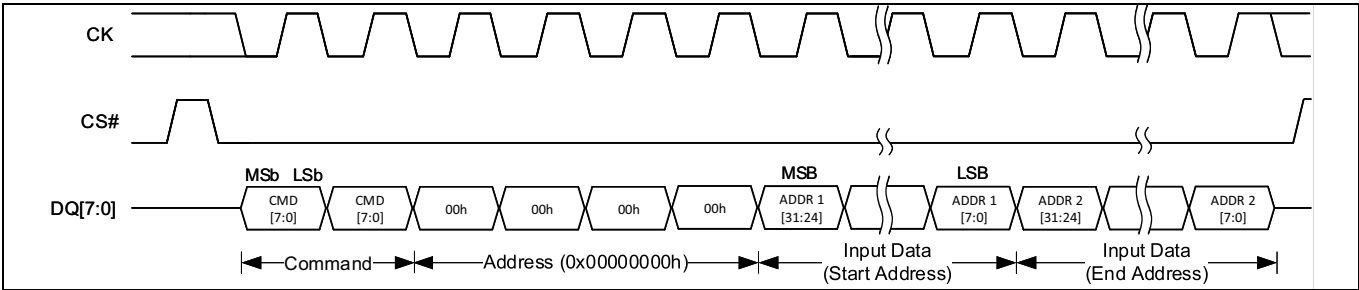 CK
CS#
MSb LSb MSB LSB
DQ[7:0]
CMD
[7:0]
CMD
[7:0]
00h
00h
00h
00h
ADDR 1
[31:24]
ADDR 1
[7:0]
ADDR 2
[31:24]
ADDR 2
[7:0]
Command
Address (0x00000000h)
Input Data
(Start Address)
Input Data
(End Address)